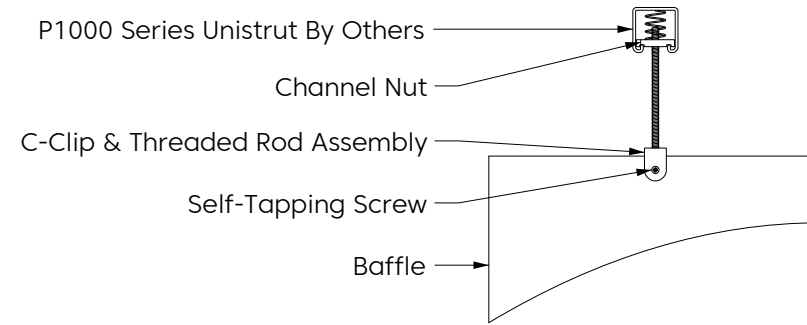 P1000 Series Unistrut By Others
Channel Nut
C-Clip & Threaded Rod Assembly
Self-Tapping Screw
Baffle